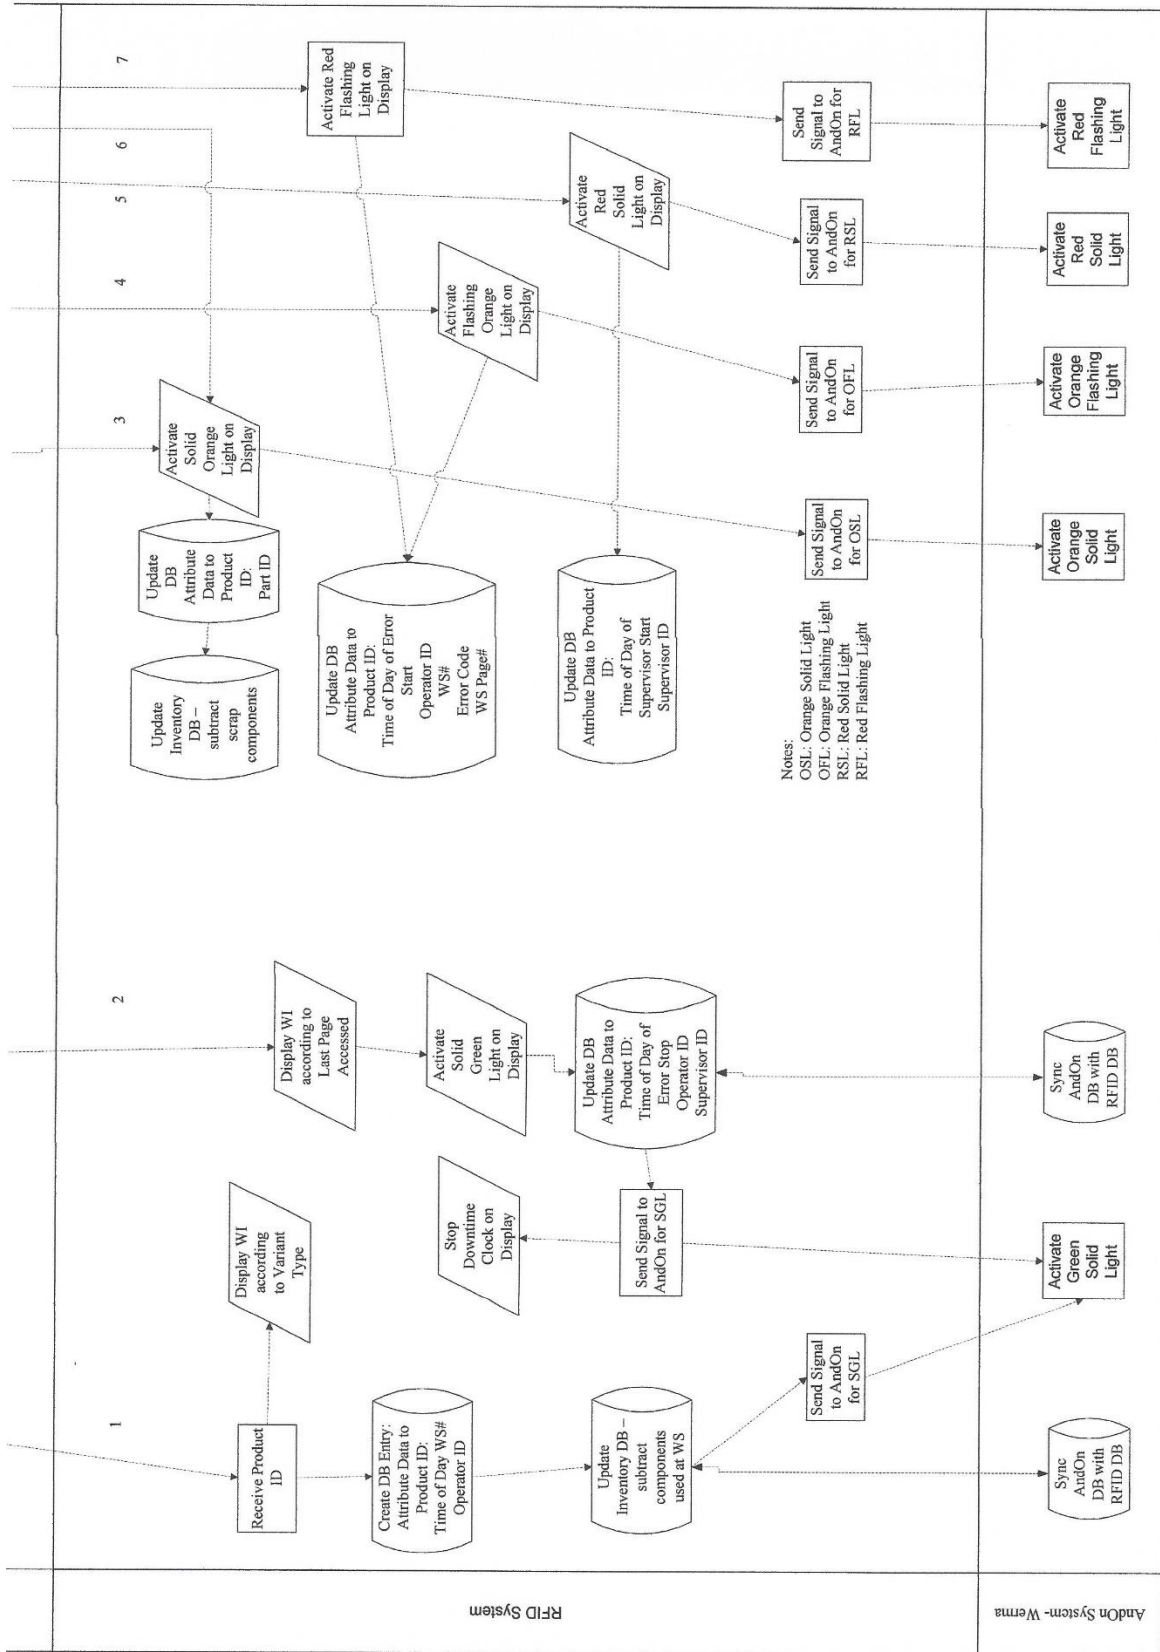 1
Receive Product
ID
Display WI
according
to Variant
Type
Create DB Entry:
Attribute Data to
Product ID:
Time of Day WS#
Operator ID
Update
Inventory DB –
subtract
components
used at WS
Send Signal
to AndOn
for SGL
2
Display WI
according to
Last Page
Accessed
Activate
Solid
Green
Light on
Display
Update DB
Attribute Data to
Product ID:
Time of Day of
Error Stop
Operator ID
Supervisor ID
Stop
Downtime
Clock on
Display
Send Signal to
AndOn for SGL
3
Activate
Solid
Orange
Light on
Display
Update
DB
Attribute
Data to
Product
ID:
Part ID
Update
Inventory
DB –
subtract
scrap
components
4
Activate
Flashing
Orange
Light on
Display
Update DB
Attribute Data to
Product ID:
Time of Day of Error
Start
Operator ID
WS#
Error Code
WS Page#
5
Activate
Red
Solid
Light on
Display
Update DB
Attribute Data to Product
ID:
Time of Day of
Supervisor Start
Supervisor ID
6
7
Activate Red
Flashing
Light on
Display
Notes:
OSL: Orange Solid Light
OFL: Orange Flashing Light
RSL: Red Solid Light
RFL: Red Flashing Light
Send Signal
to AndOn
for OSL
Send Signal
to AndOn
for OFL
Send Signal
to AndOn
for RSL
Send
Signal to
AndOn for
RFL
RFID System
Sync
AndOn
DB with
RFID DB
Activate
Green
Solid
Light
Sync
AndOn
DB with
RFID DB
Activate
Orange
Solid
Light
Activate
Orange
Flashing
Light
Activate
Red
Solid
Light
Activate
Red
Flashing
Light
AndOn System- Werma